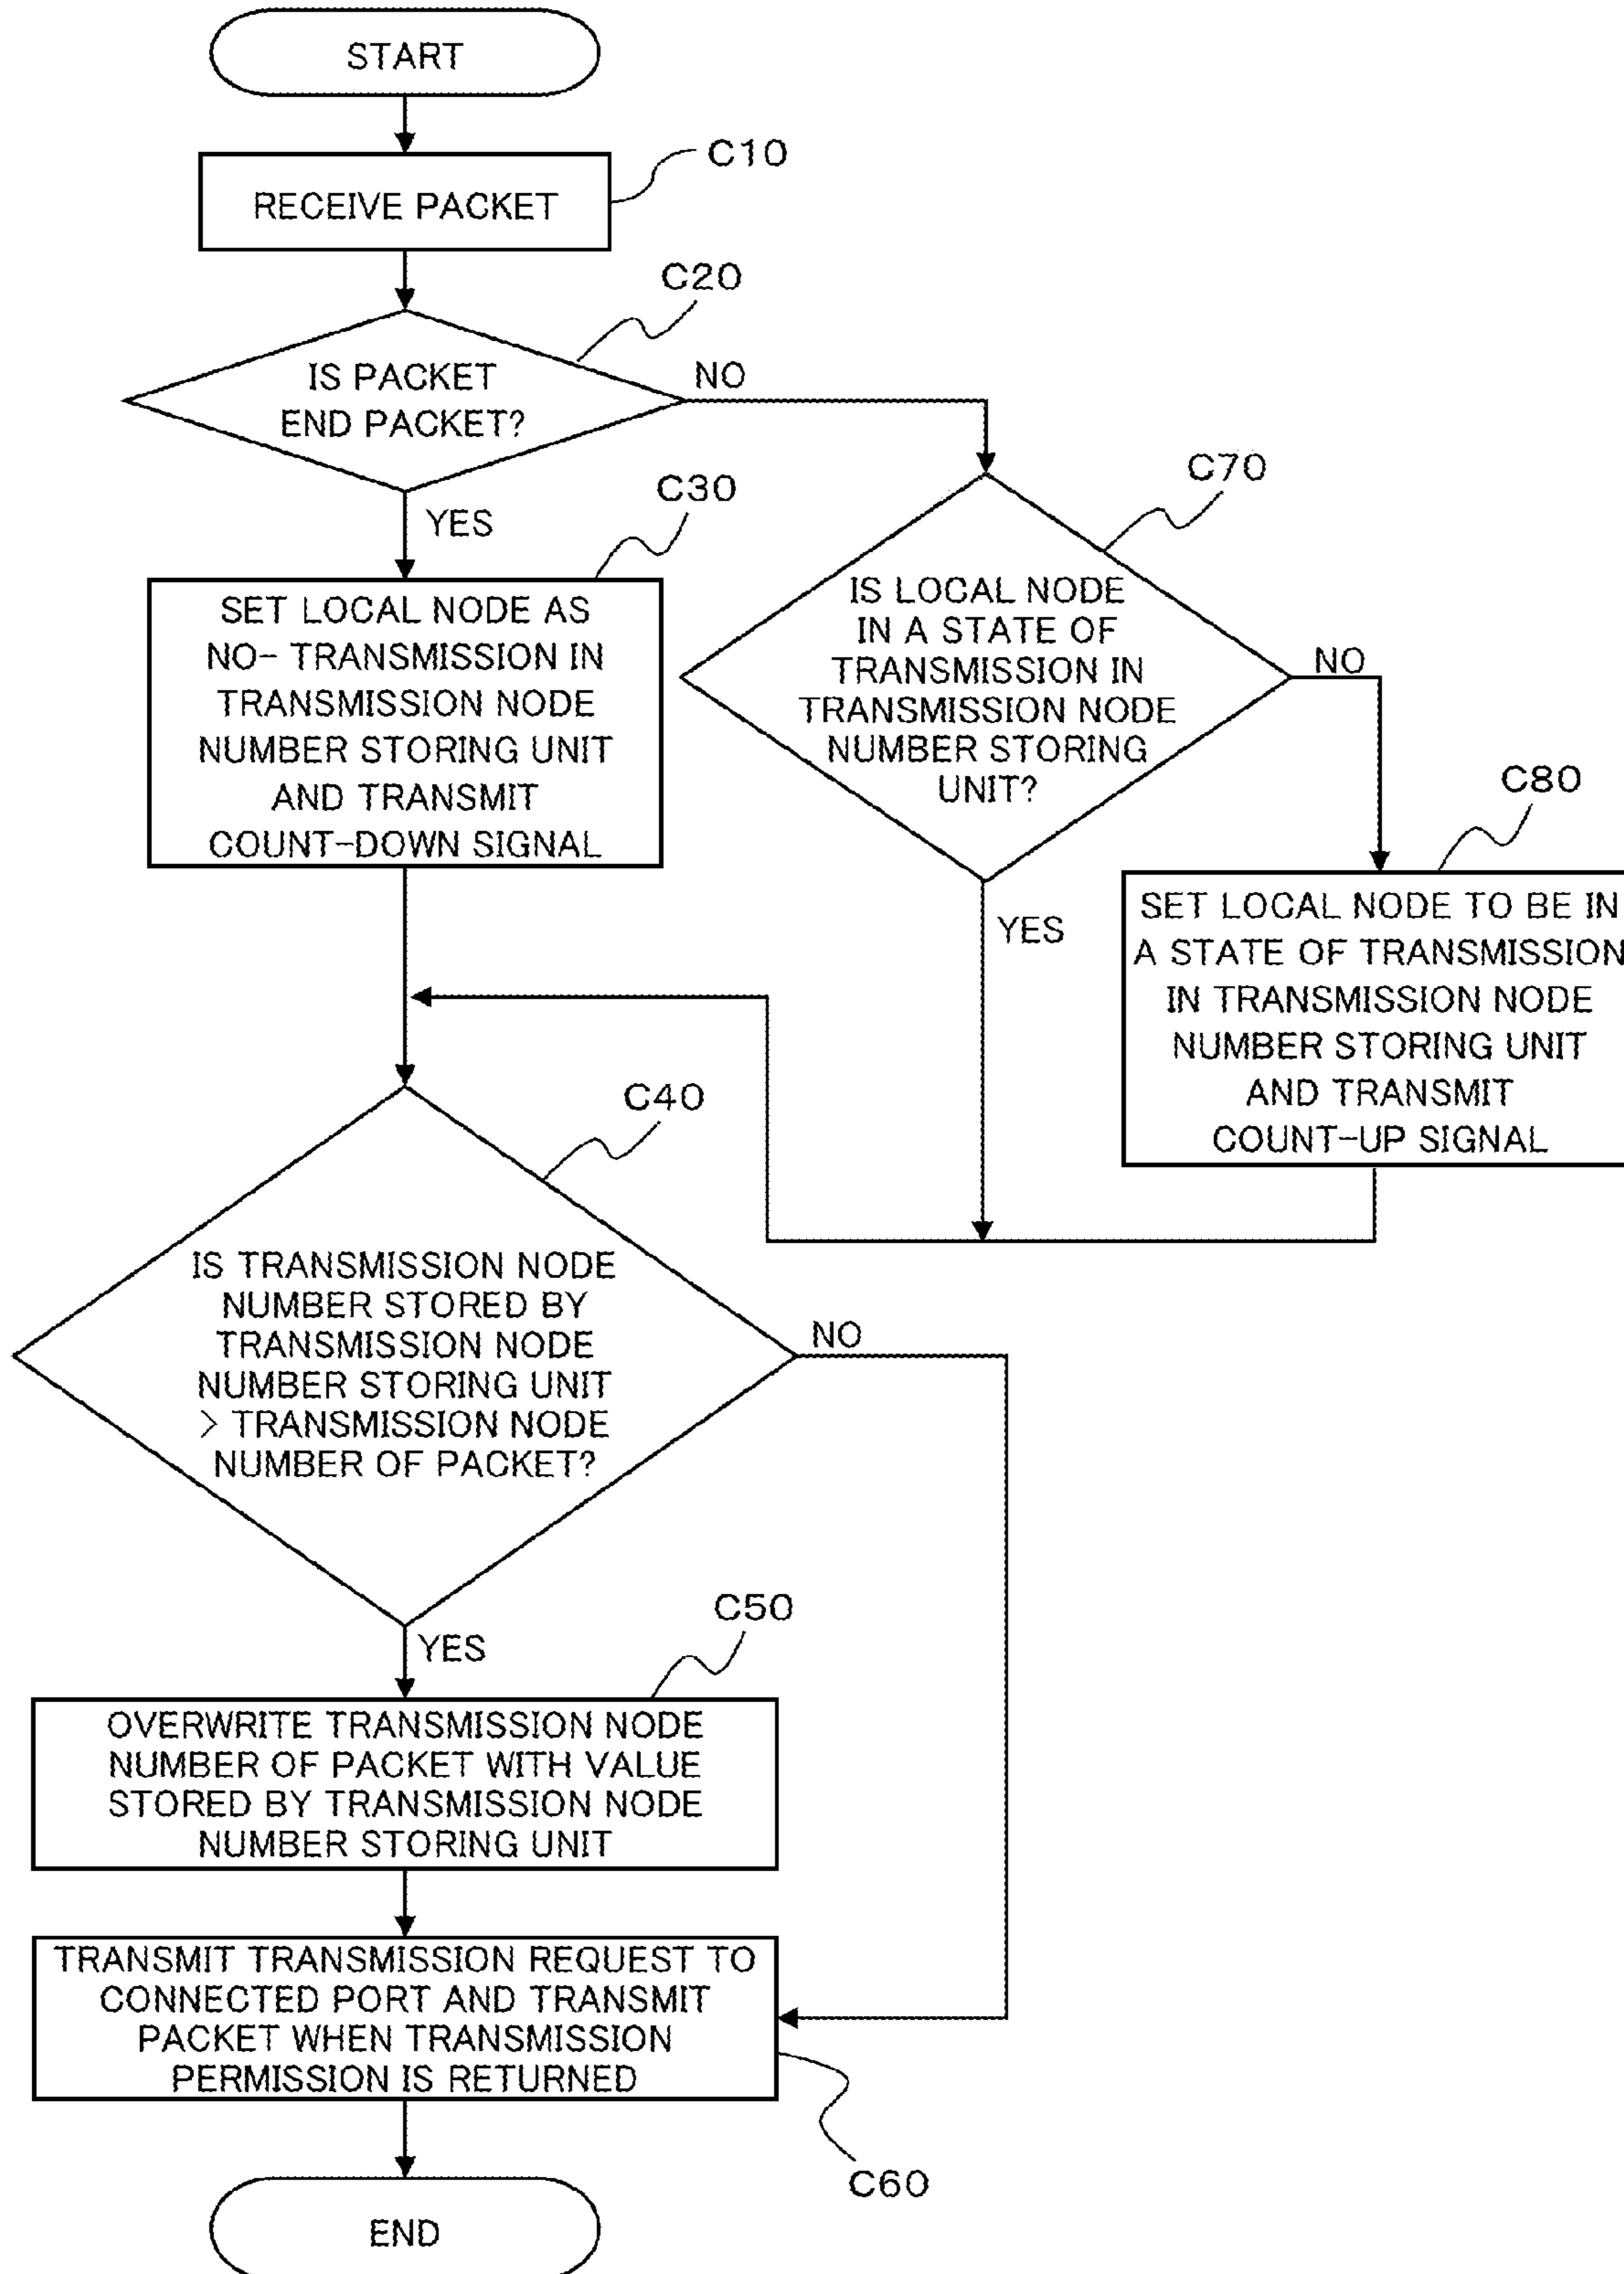 START
C10
RECEIVE PACKET
C20
IS PACKET
END PACKET?
NO
YES
C30
SET LOCAL NODE AS
NO- TRANSMISSION IN
TRANSMISSION NODE
NUMBER STORING UNIT
AND TRANSMIT
COUNT-DOWN SIGNAL
C70
IS LOCAL NODE
IN A STATE OF
TRANSMISSION IN
TRANSMISSION NODE
NUMBER STORING
UNIT?
NO
YES
C80
SET LOCAL NODE TO BE IN
A STATE OF TRANSMISSION
IN TRANSMISSION NODE
NUMBER STORING UNIT
AND TRANSMIT
COUNT-UP SIGNAL
C40
IS TRANSMISSION NODE
NUMBER STORED BY
TRANSMISSION NODE
NUMBER STORING UNIT
> TRANSMISSION NODE
NUMBER OF PACKET?
NO
YES
C50
OVERWRITE TRANSMISSION NODE
NUMBER OF PACKET WITH VALUE
STORED BY TRANSMISSION NODE
NUMBER STORING UNIT
TRANSMIT TRANSMISSION REQUEST TO
CONNECTED PORT AND TRANSMIT
PACKET WHEN TRANSMISSION
PERMISSION IS RETURNED
C60
END